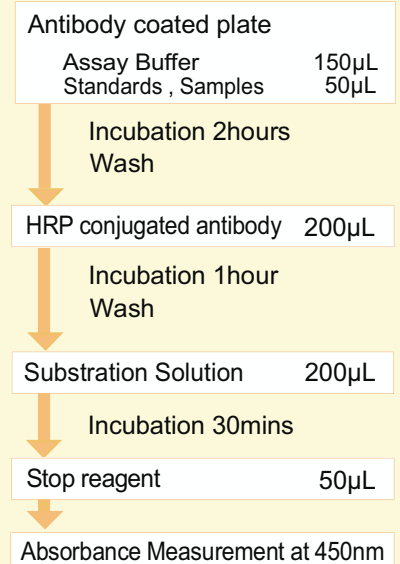 Antibody coated plate
Assay Buffer 150µL
Standards , Samples 50µL
Incubation 2hours
Wash
HRP conjugated antibody 200µL
Incubation 1hour
Wash
Substration Solution 200µL
Incubation 30mins
Stop reagent 50µL
Absorbance Measurement at 450nm